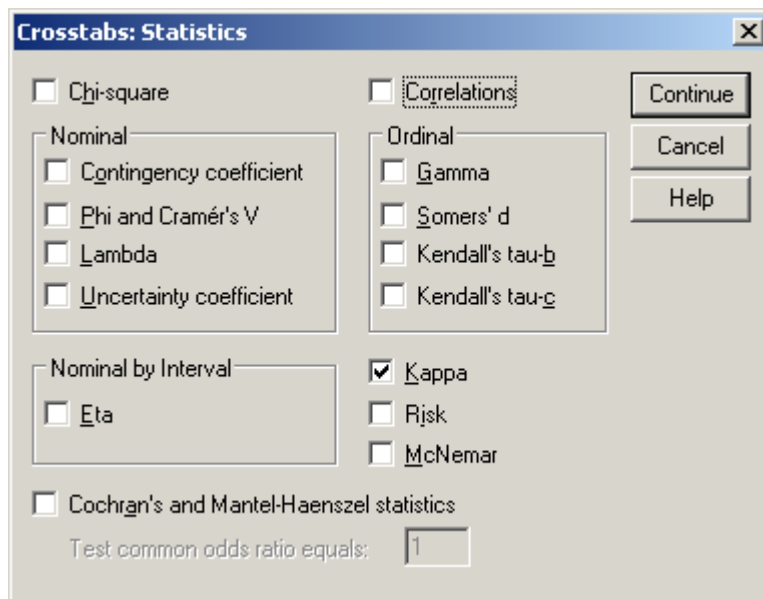 Crosstabs: Statistics
Chi-square
Correlations
Continue
Nominal
Ordinal
Cancel
Contingency coefficient
Gamma
Help
Phi and Cramér's V
Somers' d
Lambda
Kendall's tau-b
Uncertainty coefficient
Kendall's tau-c
Nominal by Interval
Kappa
Eta
Risk
McNemar
Cochran's and Mantel-Haenszel statistics
Test common odds ratio equals: 1